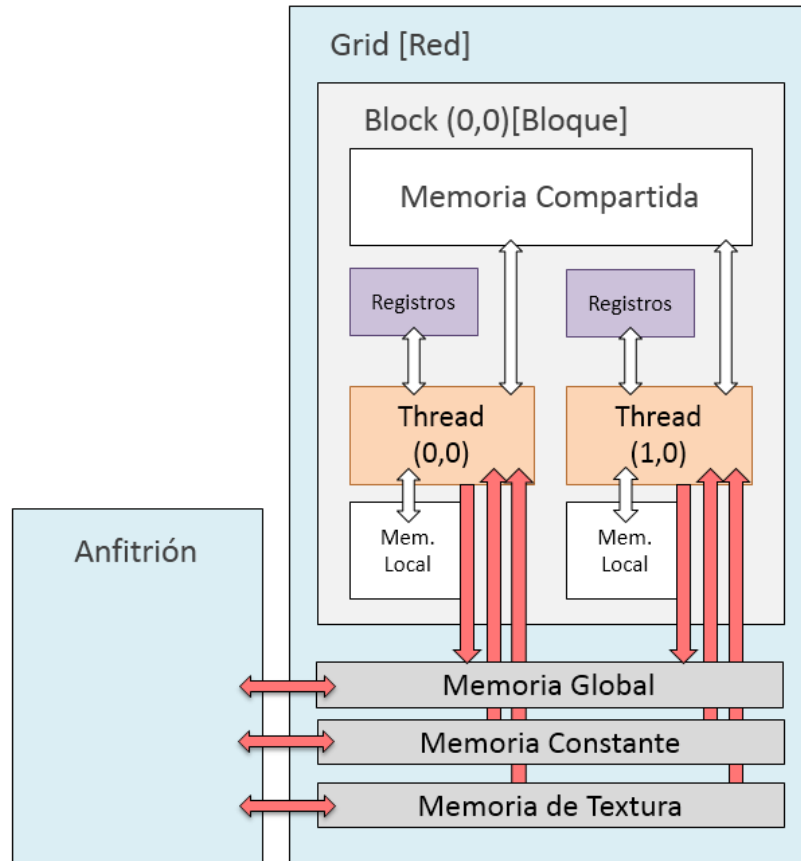 Grid [Red]
Block (0,0)[Bloque]
Memoria Compartida
Registros
Registros
Thread
(0,0)
Thread
(1,0)
Mem.
Local
Mem.
Local
Anfitrión
Memoria Global
Memoria Constante
Memoria de Textura